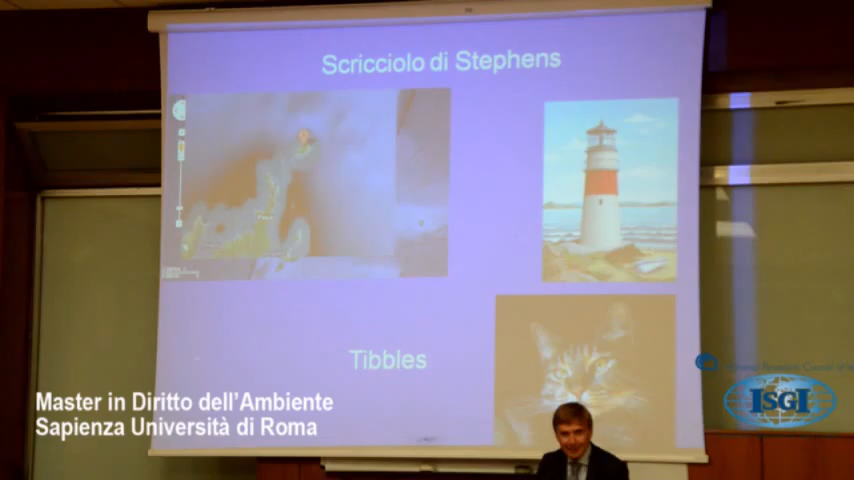 Scricciolo di Stephens
Tibbles
Master in Diritto dell'Ambiente
Sapienza Università di Roma
ISGI